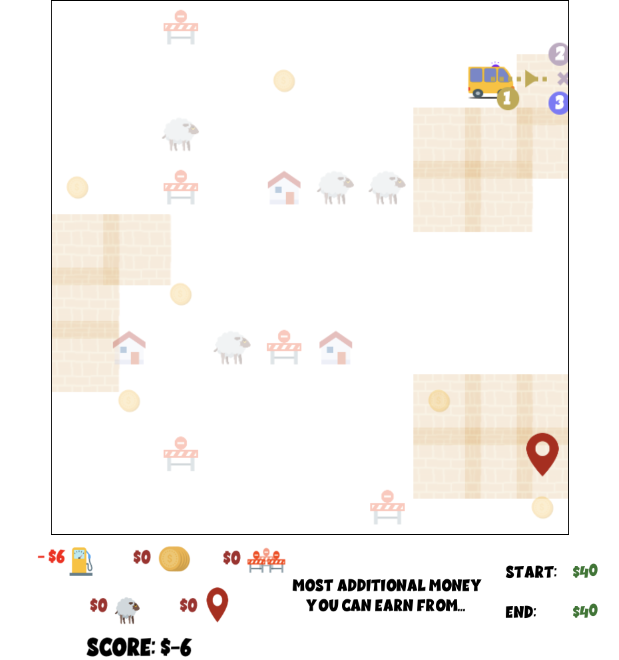 2
1
3
- $6
$0
$0
$0
$0
MOST ADDITIONAL MONEY
YOU CAN EARN FROM...
START: $40
END: $40
SCORE: $-6